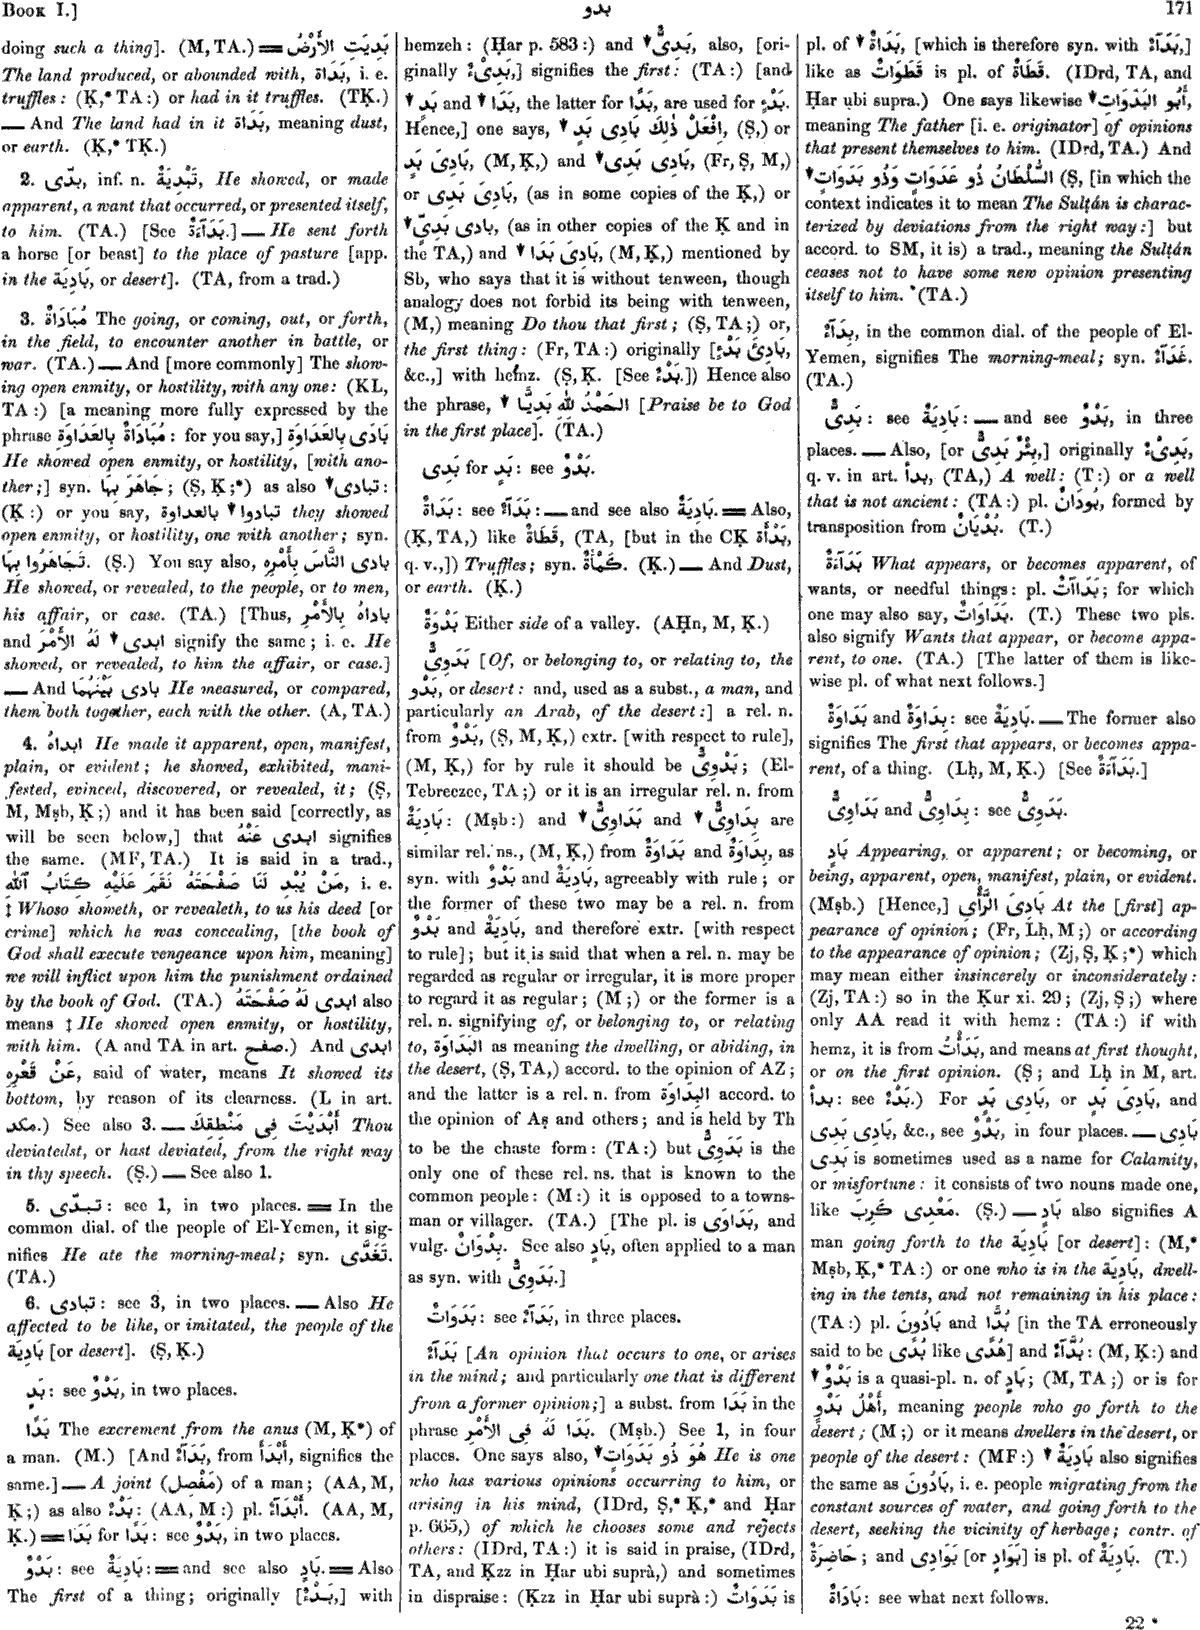 Book I.]
بدو
171
doing such a thing]. (M, TA.) = بَدِيَتِ الأَرْضُ
The land produced, or abounded with, بَدَاة, i. e.
truffles: (Ḳ,* TA:) or had in it truffles. (TḲ.)
— And The land had in it بَدَاة, meaning dust,
or earth. (Ḳ,* TḲ.)
2. بدّى, inf. n. تَبْدِيَةٌ, He showed, or made
apparent, a want that occurred, or presented itself,
to him. (TA.) [See بَدَآءَةٌ.] — He sent forth
a horse [or beast] to the place of pasture [app.
in the بَادِيَة, or desert]. (TA, from a trad.)
3. مُبَادَاةٌ The going, or coming, out, or forth,
in the field, to encounter another in battle, or
war. (TA.) — And [more commonly] The show-
ing open enmity, or hostility, with any one: (KL,
TA:) [a meaning more fully expressed by the
phrase مُبَادَاةٌ بِالعَدَاوَةِ: for you say,] بَادَى بِالعَدَاوَةِ
He showed open enmity, or hostility, [with ano-
ther;] syn. جَاهَرَ بِهَا; (Ṣ, Ḳ;*) as also ▼ تبادى:
(Ḳ:) or you say, تبادوا ▼ بالعداوة they showed
open enmity, or hostility, one with another; syn.
تَجَاهَرُوا بِهَا. (Ṣ.) You say also, بادى النَّاسَ بِأَمْرِهِ
He showed, or revealed, to the people, or to men,
his affair, or case. (TA.) [Thus, باداهُ بِالأَمْرِ
and ابدى ▼ لَهُ الأَمْرَ signify the same; i. e. He
showed, or revealed, to him the affair, or case.]
— And بادى بَيْنَهُمَا He measured, or compared,
them both together, each with the other. (A, TA.)
4. ابداهُ He made it apparent, open, manifest,
plain, or evident; he showed, exhibited, mani-
fested, evinced, discovered, or revealed, it; (Ṣ,
M, Mṣb, Ḳ;) and it has been said [correctly, as
will be seen below,] that ابدى عَنْهُ signifies
the same. (MF, TA.) It is said in a trad.,
مَنْ يُبْدِ لَنَا صَفْحَتَهُ نُقِمْ عَلَيْهِ كِتَابُ ٱللّٰهِ, i. e.
‡ Whoso showeth, or revealeth, to us his deed [or
crime] which he was concealing, [the book of
God shall execute vengeance upon him, meaning]
we will inflict upon him the punishment ordained
by the book of God. (TA.) ابدى لَهُ صَفْحَتَهُ also
means ‡ He showed open enmity, or hostility,
with him. (A and TA in art. صفح.) And ابدى
عَنْ قَعْرِهِ, said of water, means It showed its
bottom, by reason of its clearness. (L in art.
مكد.) See also 3. — أَبْدَيْتَ فِى مَنْطِقِكَ Thou
deviatedst, or hast deviated, from the right way
in thy speech. (Ṣ.) — See also 1.
5. تبدّى: see 1, in two places. = In the
common dial. of the people of El-Yemen, it sig-
nifies He ate the morning-meal; syn. تَغَدَّى.
(TA.)
6. تبادى: see 3, in two places. — Also He
affected to be like, or imitated, the people of the
بَادِيَة [or desert]. (Ṣ, Ḳ.)
بَدٍ: see بَدْوٌ, in two places.
بَدًا The excrement from the anus (M, Ḳ*) of
a man. (M.) [And بَدَآءٌ, from أَبْدَأَ, signifies the
same.] — A joint (مَفْصِل) of a man; (AA, M,
Ḳ;) as also بَدْءٌ: (AA, M:) pl. أَبْدَآءٌ. (AA, M,
Ḳ.) = بَدَا for بَدًا: see بَدْوٌ, in two places.
بَدْوٌ: see بَادِيَةٌ: = and see also بَادٍ. = Also
The first of a thing; originally [بَدْءٌ,] with
hemzeh: (Ḥar p. 583:) and ▼ بَدِىٌّ, also, [ori-
ginally بَدِىْءٌ,] signifies the first: (TA:) [and
▼ بَدٍ and ▼ بَدَا, the latter for بَدًا, are used for بَدْءٍ.
Hence,] one says, ▼ اِفْعَلْ ذٰلِكَ بَادِىَ بَدٍ, (Ṣ,) or
بَادِىَ بَدٍ, (M, Ḳ,) and ▼ بَادِى بَدِى, (Fr, Ṣ, M,)
or بَادِىَ بَدِى, (as in some copies of the Ḳ,) or
▼ بادى بَدِىٍّ, (as in other copies of the Ḳ and in
the TA,) and ▼ بَادِىَ بَدَا, (M, Ḳ,) mentioned by
Sb, who says that it is without tenween, though
analogy does not forbid its being with tenween,
(M,) meaning Do thou that first; (Ṣ, TA;) or,
the first thing: (Fr, TA:) originally [بَادِئَ بَدْءٍ,
&c.,] with hemz. (Ṣ, Ḳ. [See بَدْءٌ.]) Hence also
the phrase, ▼ الحَمْدُ لِلّٰهِ بَدِيًّا [Praise be to God
in the first place]. (TA.)
بَدِى for بَدٍ: see بَدْوٌ.
بَدَاةٌ: see بَدَآءٌ: — and see also بَادِيَةٌ. = Also,
(Ḳ, TA,) like قَطَاةٌ, (TA, [but in the CḲ بَدْأَة,
q. v.,]) Truffles; syn. كَمْأَةٌ. (Ḳ.) — And Dust,
or earth. (Ḳ.)
بَدْوَةٌ Either side of a valley. (AḤn, M, Ḳ.)
بَدَوِىٌّ [Of, or belonging to, or relating to, the
بَدْو, or desert: and, used as a subst., a man, and
particularly an Arab, of the desert:] a rel. n.
from بَدْوٌ, (Ṣ, M, Ḳ,) extr. [with respect to rule],
(M, Ḳ,) for by rule it should be بَدْوِىٌّ; (El-
Tebreezee, TA;) or it is an irregular rel. n. from
بَادِيَةٌ: (Mṣb:) and ▼ بَدَاوِىٌّ and ▼ بِدَاوِىٌّ are
similar rel. ns., (M, Ḳ,) from بَدَاوَةٌ and بِدَاوَةٌ, as
syn. with بَدْوٌ and بَادِيَةٌ, agreeably with rule; or
the former of these two may be a rel. n. from
بَدْوٌ and بَادِيَةٌ, and therefore extr. [with respect
to rule]; but it is said that when a rel. n. may be
regarded as regular or irregular, it is more proper
to regard it as regular; (M;) or the former is a
rel. n. signifying of, or belonging to, or relating
to, البَدَاوَة as meaning the dwelling, or abiding, in
the desert, (Ṣ, TA,) accord. to the opinion of AZ;
and the latter is a rel. n. from البِدَاوَة accord. to
the opinion of Aṣ and others; and is held by Th
to be the chaste form: (TA:) but بَدَوِىٌّ is the
only one of these rel. ns. that is known to the
common people: (M:) it is opposed to a towns-
man or villager. (TA.) [The pl. is بَدَاوَى, and
vulg. بِدْوَانٌ. See also بَادٍ, often applied to a man
as syn. with بَدَوِىٌّ.]
بَدَوَاتٌ: see بَدَآءٌ, in three places.
بَدَآءٌ [An opinion that occurs to one, or arises
in the mind; and particularly one that is different
from a former opinion;] a subst. from بَدَا in the
phrase بَدَا لَهُ فِى الأَمْرِ. (Mṣb.) See 1, in four
places. One says also, ▼ هُوَ ذُو بَدَوَاتٍ He is one
who has various opinions occurring to him, or
arising in his mind, (IDrd, Ṣ,* Ḳ,* and Ḥar
p. 665,) of which he chooses some and rejects
others: (IDrd, TA:) it is said in praise, (IDrd,
TA, and Ḳzz in Ḥar ubi suprà,) and sometimes
in dispraise: (Ḳzz in Ḥar ubi suprà:) بَدَوَاتٌ is
pl. of ▼ بَدَاةٌ, [which is therefore syn. with بَدَآءٌ,]
like as قَطَوَاتٌ is pl. of قَطَاةٌ. (IDrd, TA, and
Ḥar ubi supra.) One says likewise ▼ أَبُو البَدَوَاتِ,
meaning The father [i. e. originator] of opinions
that present themselves to him. (IDrd, TA.) And
▼ السُّلْطَانُ ذُو عَدَوَاتٍ وَذُو بَدَوَاتٍ (Ṣ, [in which the
context indicates it to mean The Sulṭán is charac-
terized by deviations from the right way:] but
accord. to SM, it is) a trad., meaning the Sulṭán
ceases not to have some new opinion presenting
itself to him. (TA.)
بِدَآءٌ, in the common dial. of the people of El-
Yemen, signifies The morning-meal; syn. غَدَآءٌ.
(TA.)
بَدِىٌّ: see بَادِيَةٌ: — and see بَدْوٌ, in three
places. — Also, [or بِئْرٌ بَدِىٌّ,] originally بَدِىْءٌ,
q. v. in art. بدأ, (TA,) A well: (T:) or a well
that is not ancient: (TA:) pl. بُودَانٌ, formed by
transposition from بُدْيَانٌ. (T.)
بَدَآءَةٌ What appears, or becomes apparent, of
wants, or needful things: pl. بَدَاآتٌ; for which
one may also say, بَدَاوَاتٌ. (T.) These two pls.
also signify Wants that appear, or become appa-
rent, to one. (TA.) [The latter of them is like-
wise pl. of what next follows.]
بَدَاوَةٌ and بِدَاوَةٌ: see بَادِيَةٌ. — The former also
signifies The first that appears, or becomes appa-
rent, of a thing. (Lḥ, M, Ḳ.) [See بَدَآءَةٌ.]
بَدَاوِىٌّ and بِدَاوِىٌّ: see بَدَوِىٌّ.
بَادٍ Appearing, or apparent; or becoming, or
being, apparent, open, manifest, plain, or evident.
(Mṣb.) [Hence,] بَادِىَ الرَّأْىِ At the [first] ap-
pearance of opinion; (Fr, Lḥ, M;) or according
to the appearance of opinion; (Zj, Ṣ, Ḳ;*) which
may mean either insincerely or inconsiderately:
(Zj, TA:) so in the Ḳur xi. 29; (Zj, Ṣ;) where
only AA read it with hemz: (TA:) if with
hemz, it is from بَدَأْتُ, and means at first thought,
or on the first opinion. (Ṣ; and Lḥ in M, art.
بدأ: see بَدْءٌ.) For بَادِى بَدٍ, or بَادِىَ بَدٍ, and
بَادِى بَدِى, &c., see بَدْوٌ, in four places. — بَادِى
بَدِى is sometimes used as a name for Calamity,
or misfortune: it consists of two nouns made one,
like مَعْدِى كَرِبَ. (Ṣ.) — بَادٍ also signifies A
man going forth to the بَادِيَة [or desert]: (M,*
Mṣb, Ḳ,* TA:) or one who is in the بَادِيَة, dwell-
ing in the tents, and not remaining in his place:
(TA:) pl. بَادُونَ and بُدًّا [in the TA erroneously
said to be بُدًى like هُدًى] and بُدَّآءٌ: (M, Ḳ:) and
▼ بَدْوٌ is a quasi-pl. n. of بَادٍ; (M, TA;) or is for
أَهْلُ بَدْوٍ, meaning people who go forth to the
desert; (M;) or it means dwellers in the desert, or
people of the desert: (MF:) ▼ بَادِيَةٌ also signifies
the same as بَادُونَ, i. e. people migrating from the
constant sources of water, and going forth to the
desert, seeking the vicinity of herbage; contr. of
حَاضِرَةٌ; and بَوَادِى [or بَوَادٍ] is pl. of بَادِيَةٌ. (T.)
بَادَاةٌ: see what next follows.
22 *